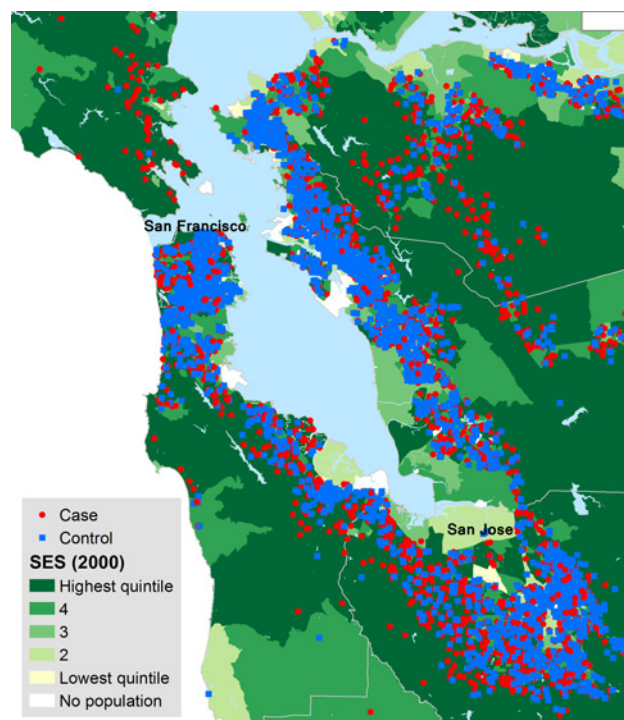 San Francisco
San Jose
Case
Control
SES (2000)
Highest quintile
4
3
2
Lowest quintile
No population